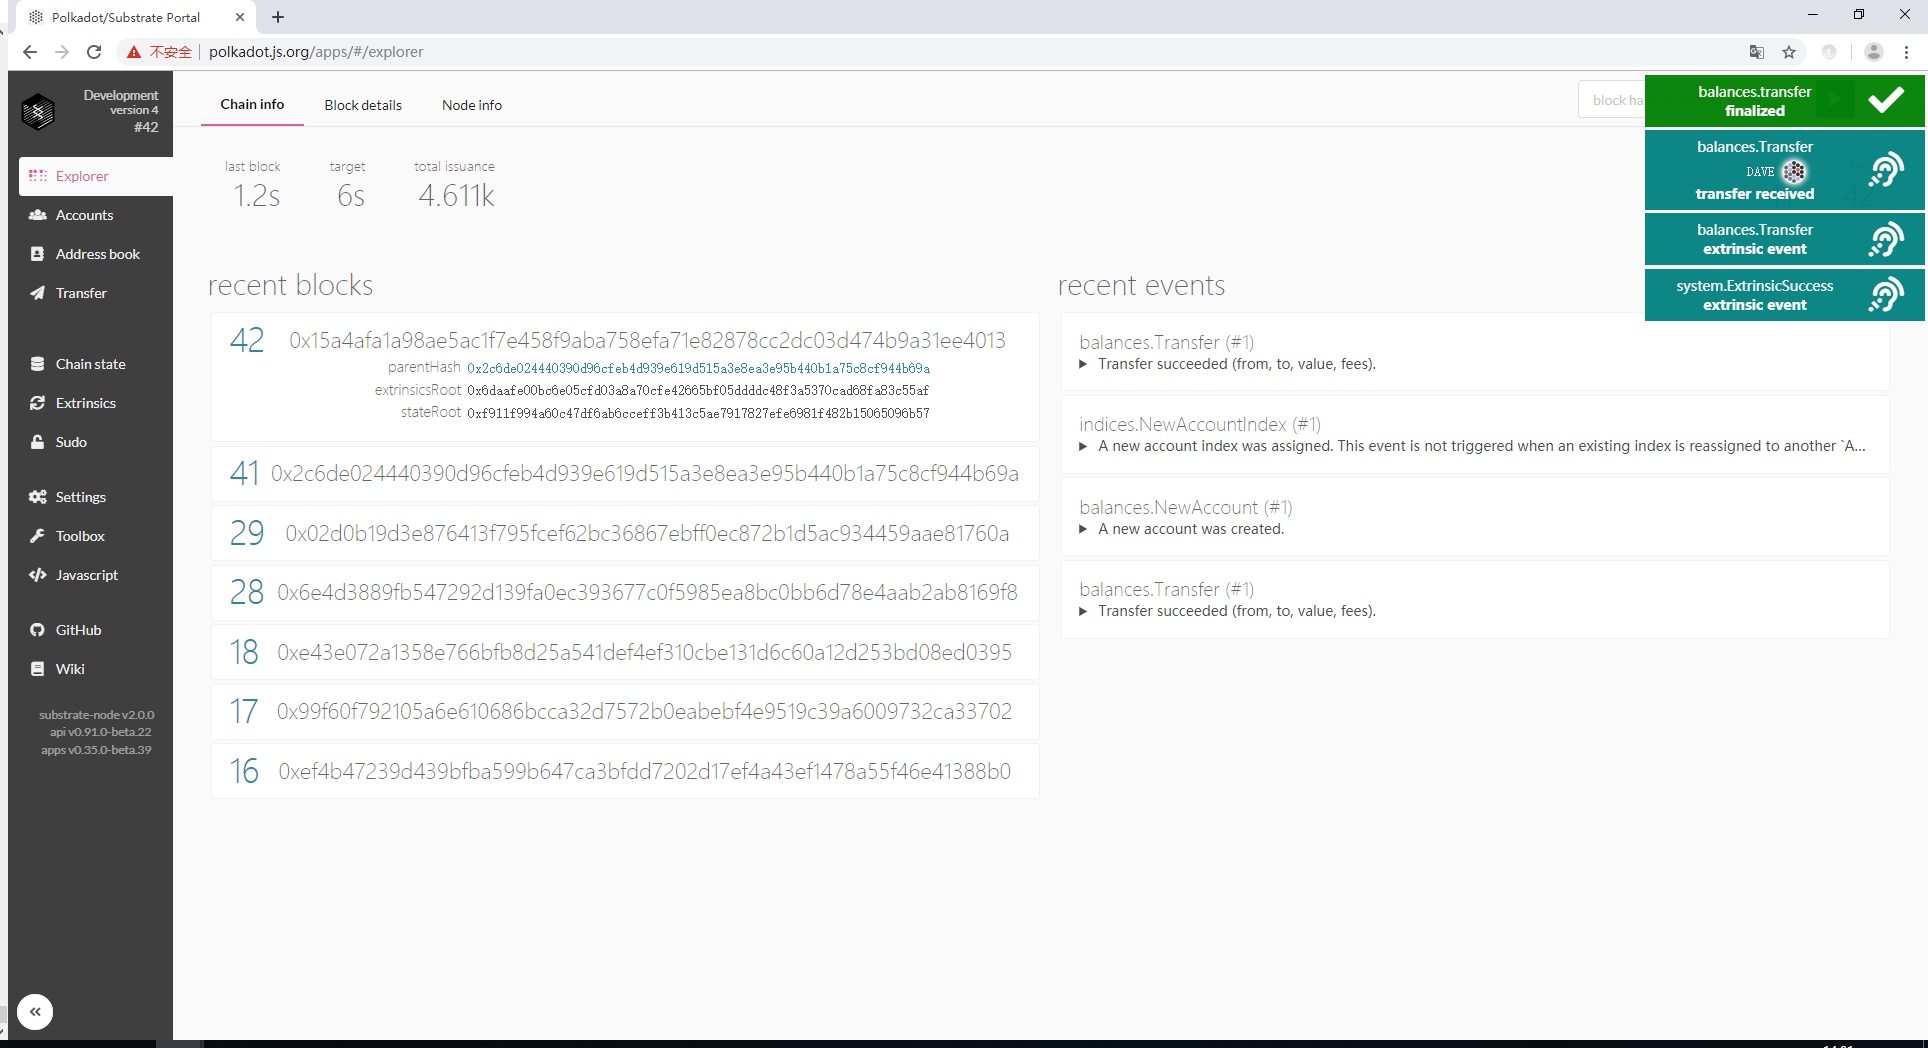 Polkadot/Substrate Portal
不安全
polkadot.js.org/apps/#/explorer
Development
version 4
#42
Explorer
Accounts
Address book
Transfer
Chain state
Extrinsics
Sudo
Settings
Toolbox
Javascript
GitHub
Wiki
substrate-node v2.0.0
api v0.91.0-beta.22
apps v0.35.0-beta.39
Chain info
Block details
Node info
block ha
last block
1.2s
target
6s
total issuance
4.611k
42
balances.transfer
finalized
balances.Transfer
DAVE
transfer received
balances.Transfer
extrinsic event
system.ExtrinsicSuccess
extrinsic event
recent blocks
42 0x15a4afa1a98ae5ac1f7e458f9aba758efa71e82878cc2dc03d474b9a31ee4013
parentHash 0x2c6de024440390d96cfeb4d939e619d515a3e8ea3e95b440b1a75c8cf944b69a
extrinsicsRoot 0x6daafe00bc6e05cfd03a8a70cfe42665bf05ddddc48f3a5370cad68fa83c55af
stateRoot 0xf911f994a60c47df6ab6cceff3b413c5ae7917827efe6981f482b15065096b57
41 0x2c6de024440390d96cfeb4d939e619d515a3e8ea3e95b440b1a75c8cf944b69a
29 0x02d0b19d3e876413f795fcef62bc36867ebff0ec872b1d5ac934459aae81760a
28 0x6e4d3889fb547292d139fa0ec393677c0f5985ea8bc0bb6d78e4aab2ab8169f8
18 0xe43e072a1358e766bfb8d25a541def4ef310cbe131d6c60a12d253bd08ed0395
17 0x99f60f792105a6e610686bcca32d7572b0eabebf4e9519c39a6009732ca33702
16 0xef4b47239d439bfba599b647ca3bfdd7202d17ef4a43ef1478a55f46e41388b0
recent events
balances.Transfer (#1)
Transfer succeeded (from, to, value, fees).
indices.NewAccountIndex (#1)
A new account index was assigned. This event is not triggered when an existing index is reassigned to another `A...
balances.NewAccount (#1)
A new account was created.
balances.Transfer (#1)
Transfer succeeded (from, to, value, fees).